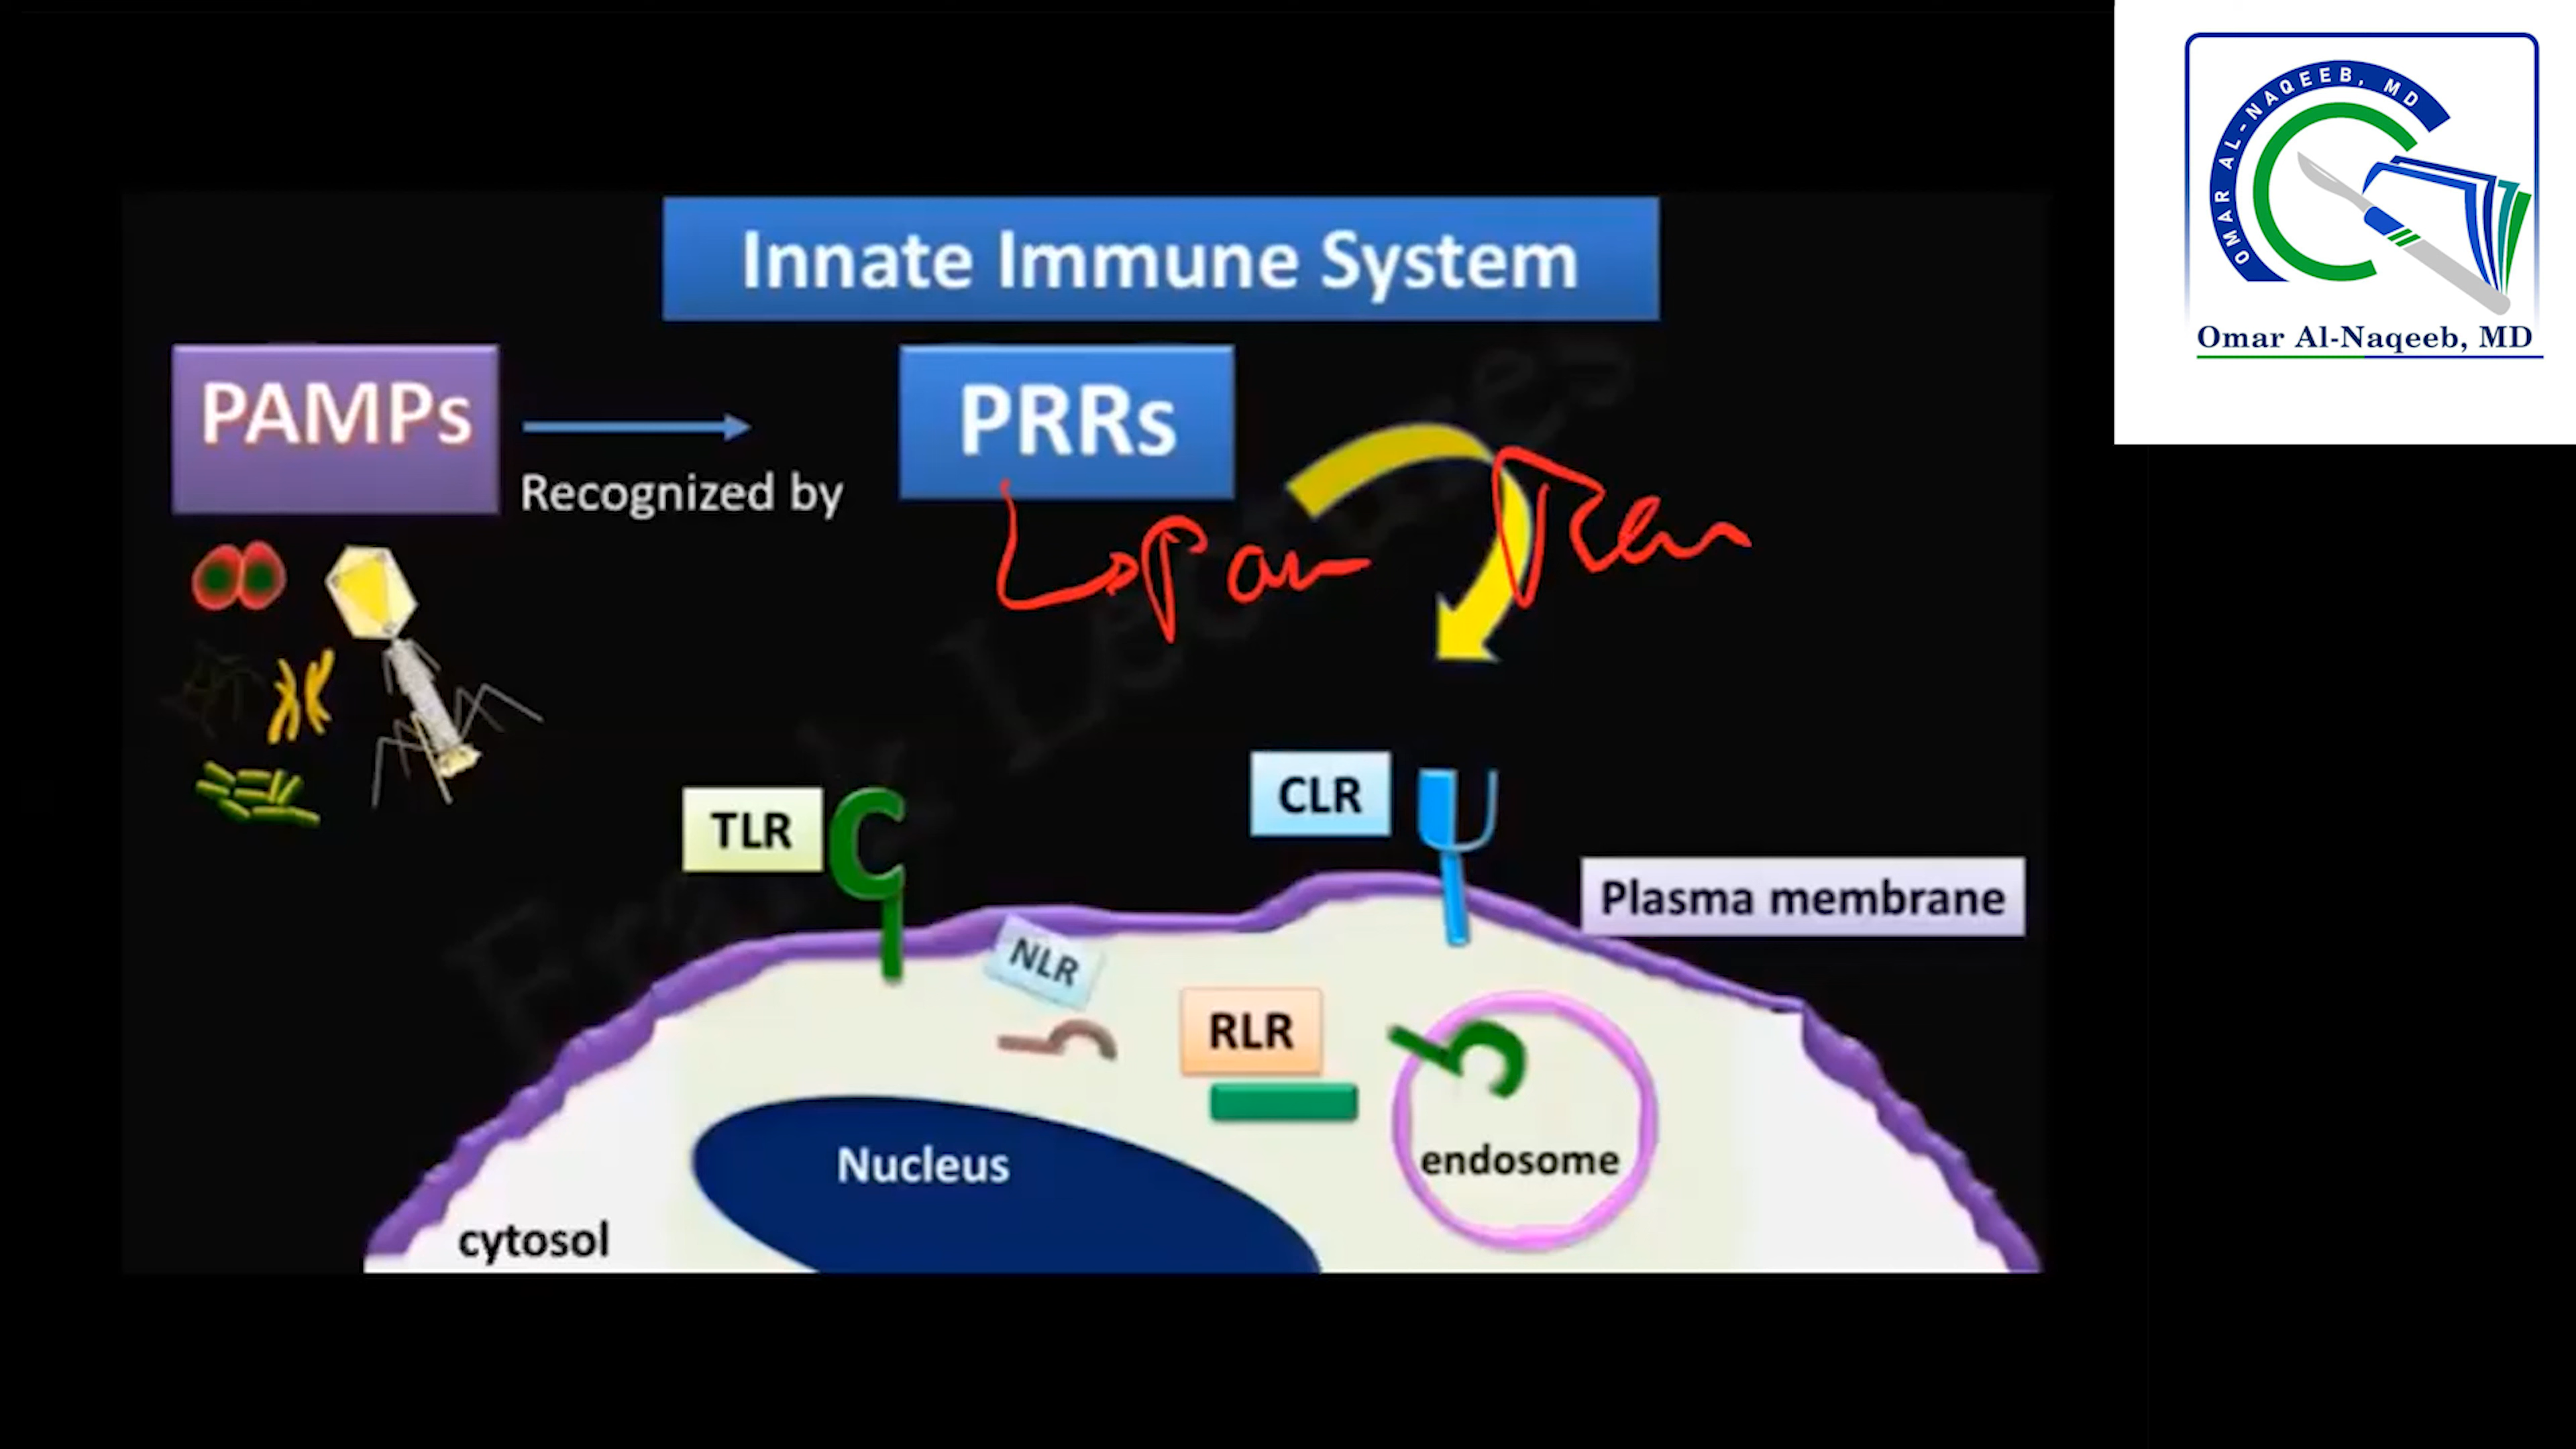 OMAR AL-NAQEEB, MD
Omar Al-Naqeeb, MD
Innate Immune System
PAMPs
Recognized by
PRRs
TLR
CLR
Plasma membrane
NLR
RLR
endosome
Nucleus
cytosol